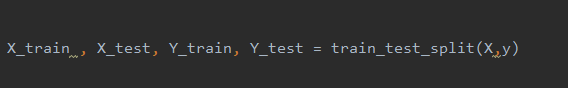 X_train , X_test, Y_train, Y_test = train_test_split(X,y)